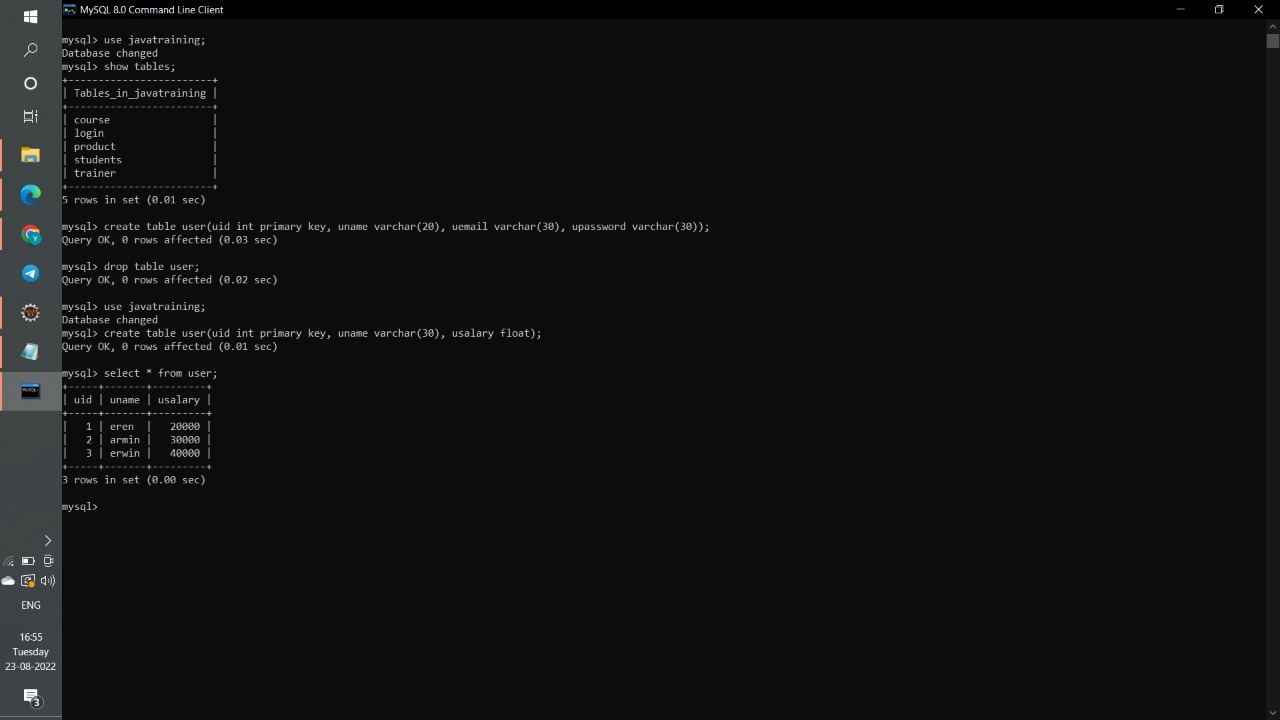 MySQL 8.0 Command Line Client
mysql> use javatraining;
Database changed
mysql> show tables;
+------------------------+
| Tables_in_javatraining |
+------------------------+
| course                 |
| login                  |
| product                |
| students               |
| trainer                |
+------------------------+
5 rows in set (0.01 sec)
mysql> create table user(uid int primary key, uname varchar(20), uemail varchar(30), upassword varchar(30));
Query OK, 0 rows affected (0.03 sec)
mysql> drop table user;
Query OK, 0 rows affected (0.02 sec)
mysql> use javatraining;
Database changed
mysql> create table user(uid int primary key, uname varchar(30), usalary float);
Query OK, 0 rows affected (0.01 sec)
mysql> select * from user;
+-----+-------+---------+
| uid | uname | usalary |
+-----+-------+---------+
|   1 | eren  |   20000 |
|   2 | armin |   30000 |
|   3 | erwin |   40000 |
+-----+-------+---------+
3 rows in set (0.00 sec)
mysql>
ENG
16:55
Tuesday
23-08-2022
3